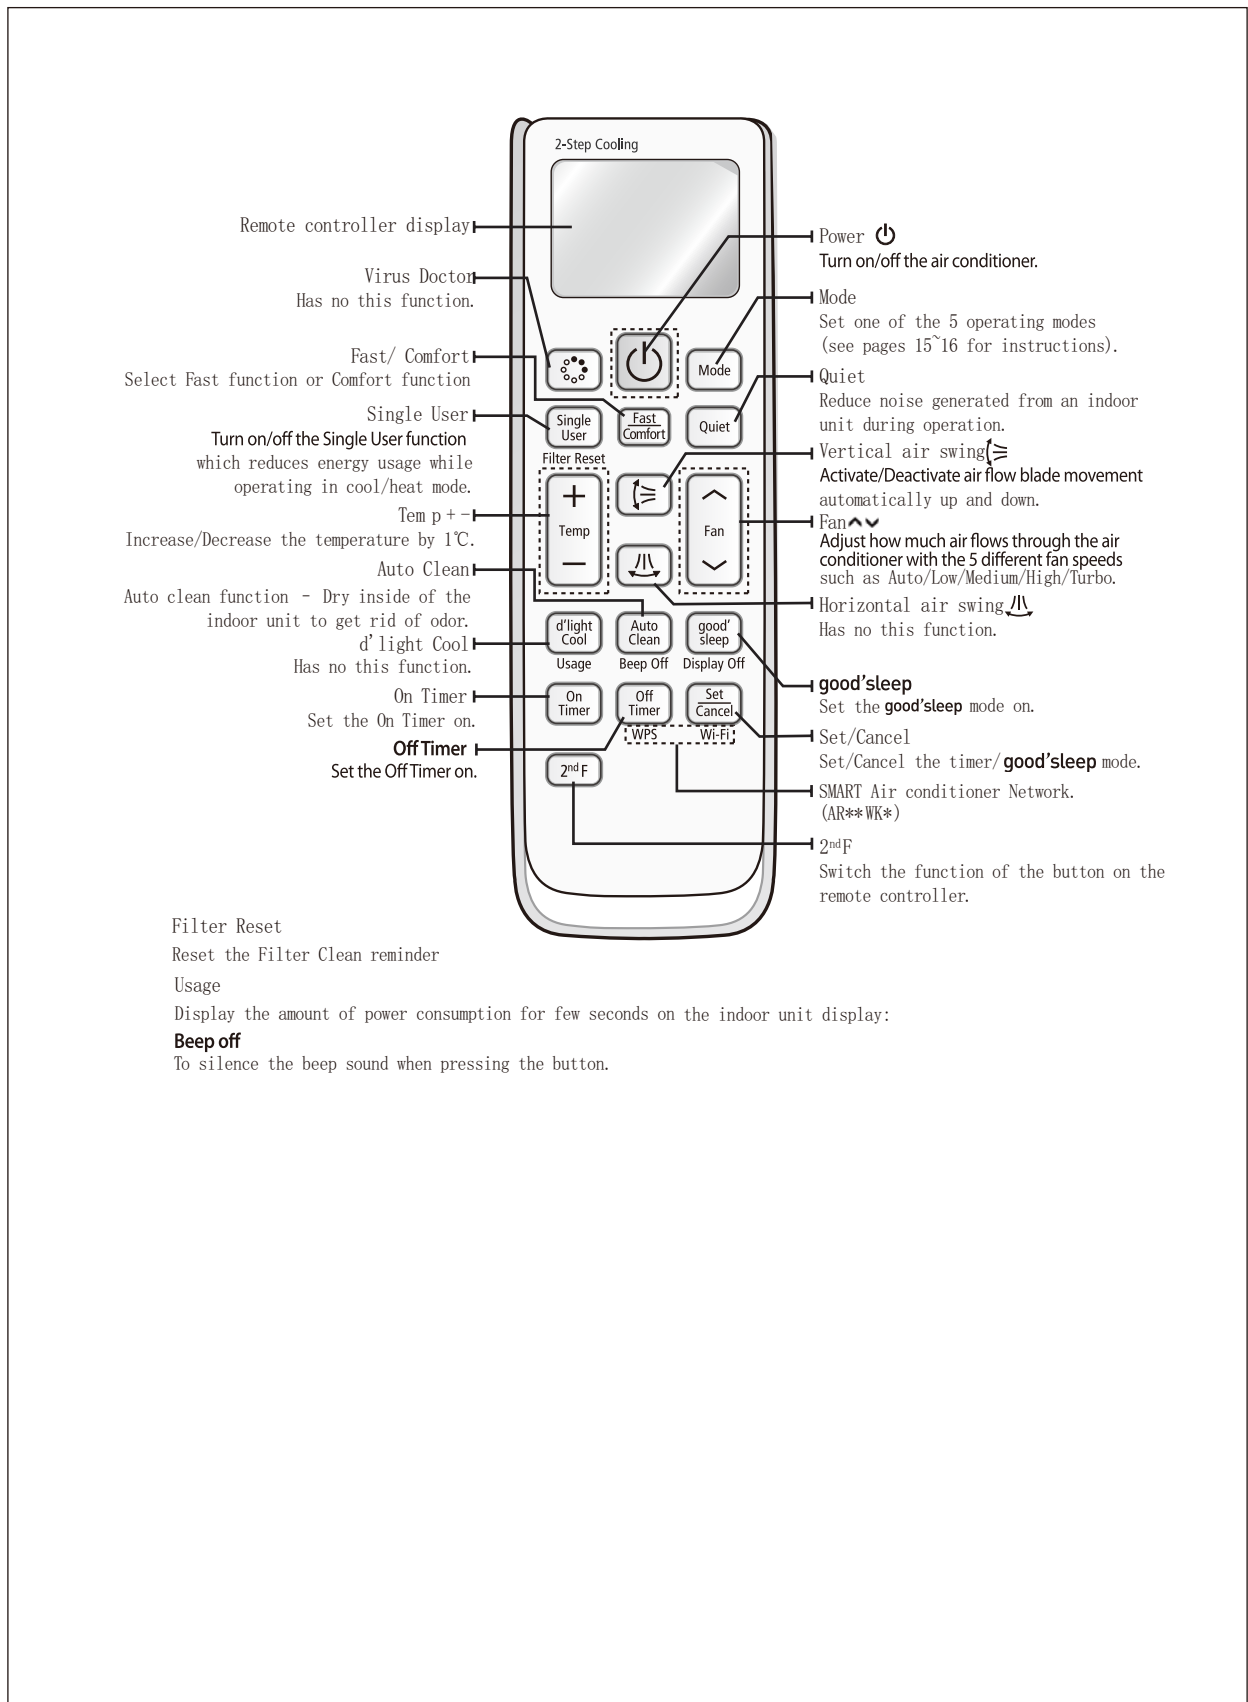 2-Step Cooling
Remote controller display
Virus Doctor
Has no this function.
Fast/ Comfort
Select Fast function or Comfort function
Single User
Turn on/off the Single User function
which reduces energy usage while
operating in cool/heat mode.
Tem p + −
Increase/Decrease the temperature by 1℃.
Auto Clean
Auto clean function - Dry inside of the
indoor unit to get rid of odor.
d'light Cool
Has no this function.
On Timer
Set the On Timer on.
Off Timer
Set the Off Timer on.
Mode
Single
User
Fast
Comfort
Quiet
Filter Reset
+
Temp
−
Fan
d'light
Cool
Auto
Clean
good'
sleep
Usage
Beep Off
Display Off
On
Timer
Off
Timer
Set
Cancel
WPS
Wi-Fi
2nd F
Power
Turn on/off the air conditioner.
Mode
Set one of the 5 operating modes
(see pages 15~16 for instructions).
Quiet
Reduce noise generated from an indoor
unit during operation.
Vertical air swing
Activate/Deactivate air flow blade movement
automatically up and down.
Fan
Adjust how much air flows through the air
conditioner with the 5 different fan speeds
such as Auto/Low/Medium/High/Turbo.
Horizontal air swing
Has no this function.
good'sleep
Set the good'sleep mode on.
Set/Cancel
Set/Cancel the timer/ good'sleep mode.
SMART Air conditioner Network.
(AR**WK*)
2ndF
Switch the function of the button on the
remote controller.
Filter Reset
Reset the Filter Clean reminder
Usage
Display the amount of power consumption for few seconds on the indoor unit display:
Beep off
To silence the beep sound when pressing the button.